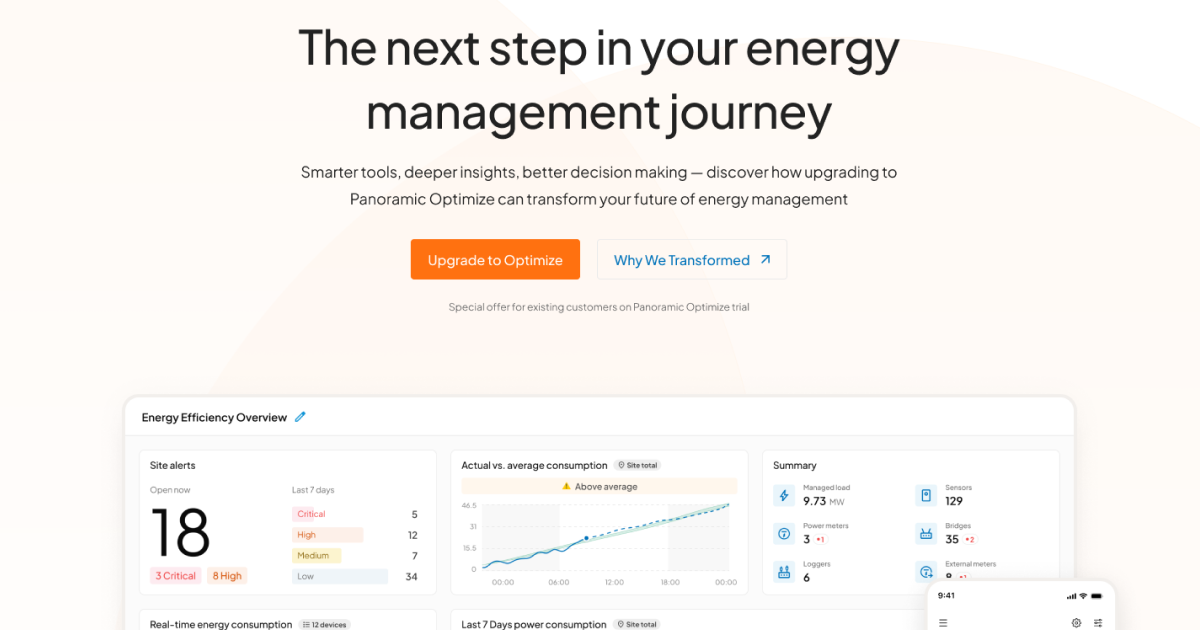 The next step in your energy
management journey
Smarter tools, deeper insights, better decision making — discover how upgrading to
Panoramic Optimize can transform your future of energy management
Upgrade to Optimize
Why We Transformed
Special offer for existing customers on Panoramic Optimize trial
Energy Efficiency Overview
Site alerts
Open now
18
3 Critical
8 High
Last 7 days
Critical 5
High 12
Medium 7
Low 34
Actual vs. average consumption Site total
Above average
46.5
31
15.5
0
00:00 06:00 12:00 18:00 00:00
Summary
Managed load
9.73 MW
Sensors
129
Power meters
3 1
Bridges
35 2
Loggers
6
External meters
9:41
Real-time energy consumption 12 devices
Last 7 Days power consumption Site total